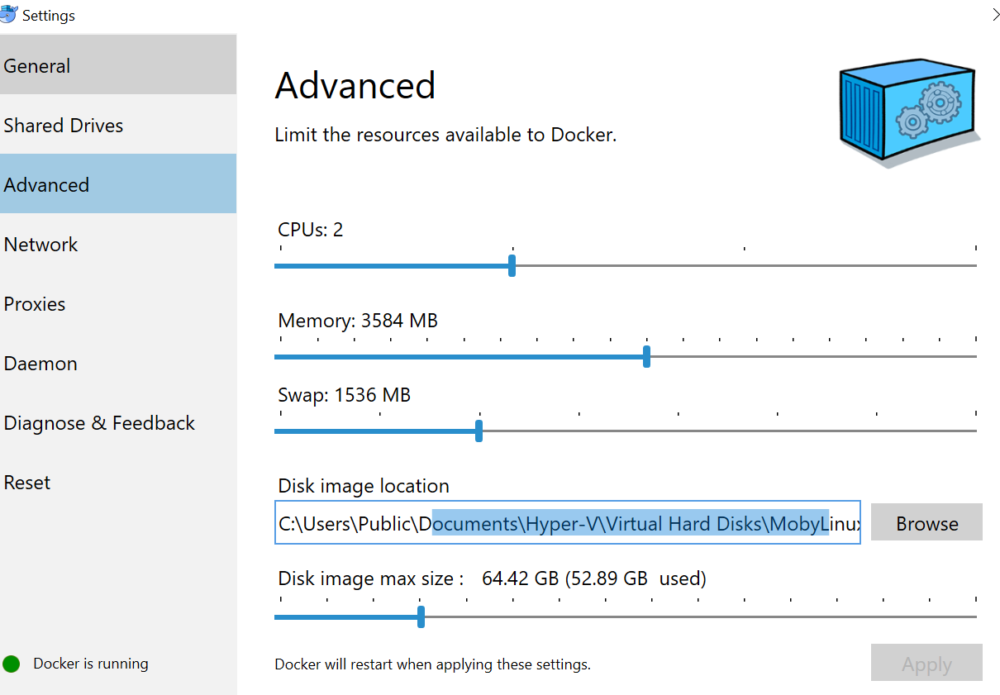 Settings
General
Shared Drives
Advanced
Network
Proxies
Daemon
Diagnose & Feedback
Reset
Docker is running
Advanced
Limit the resources available to Docker.
CPUs: 2
Memory: 3584 MB
Swap: 1536 MB
Disk image location
C:\Users\Public\Documents\Hyper-V\Virtual Hard Disks\MobyLinux
Browse
Disk image max size : 64.42 GB (52.89 GB used)
Docker will restart when applying these settings.
Apply